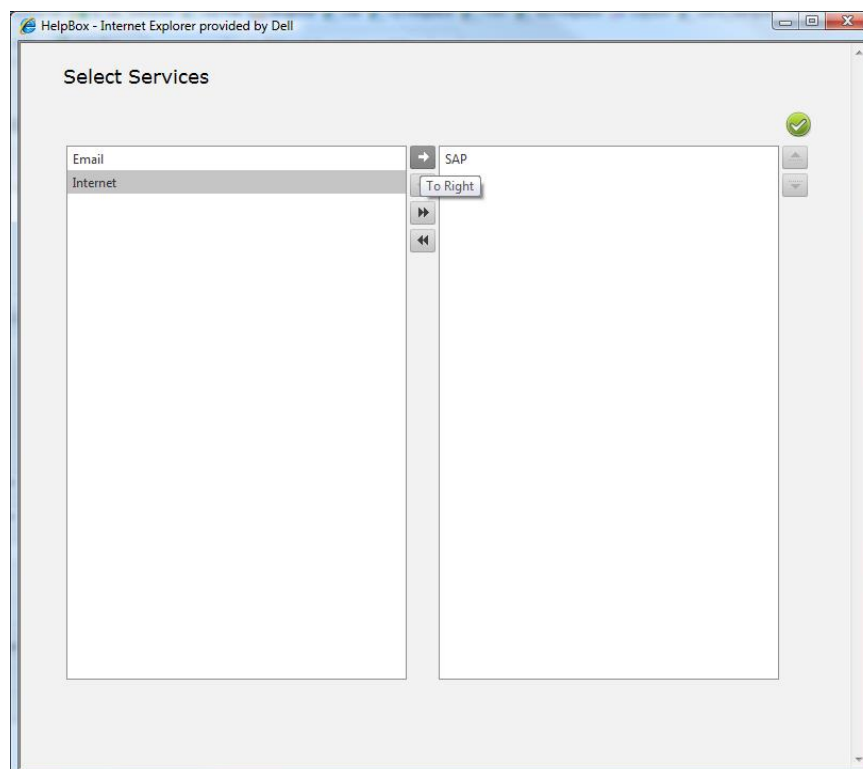 HelpBox - Internet Explorer provided by Dell
Select Services
Email
SAP
Internet
To Right